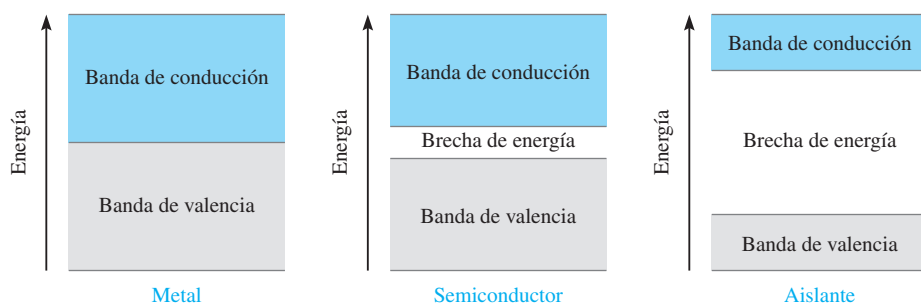 Energía
Banda de conducción
Banda de valencia
Metal
Energía
Banda de conducción
Brecha de energía
Banda de valencia
Semiconductor
Energía
Banda de conducción
Brecha de energía
Banda de valencia
Aislante